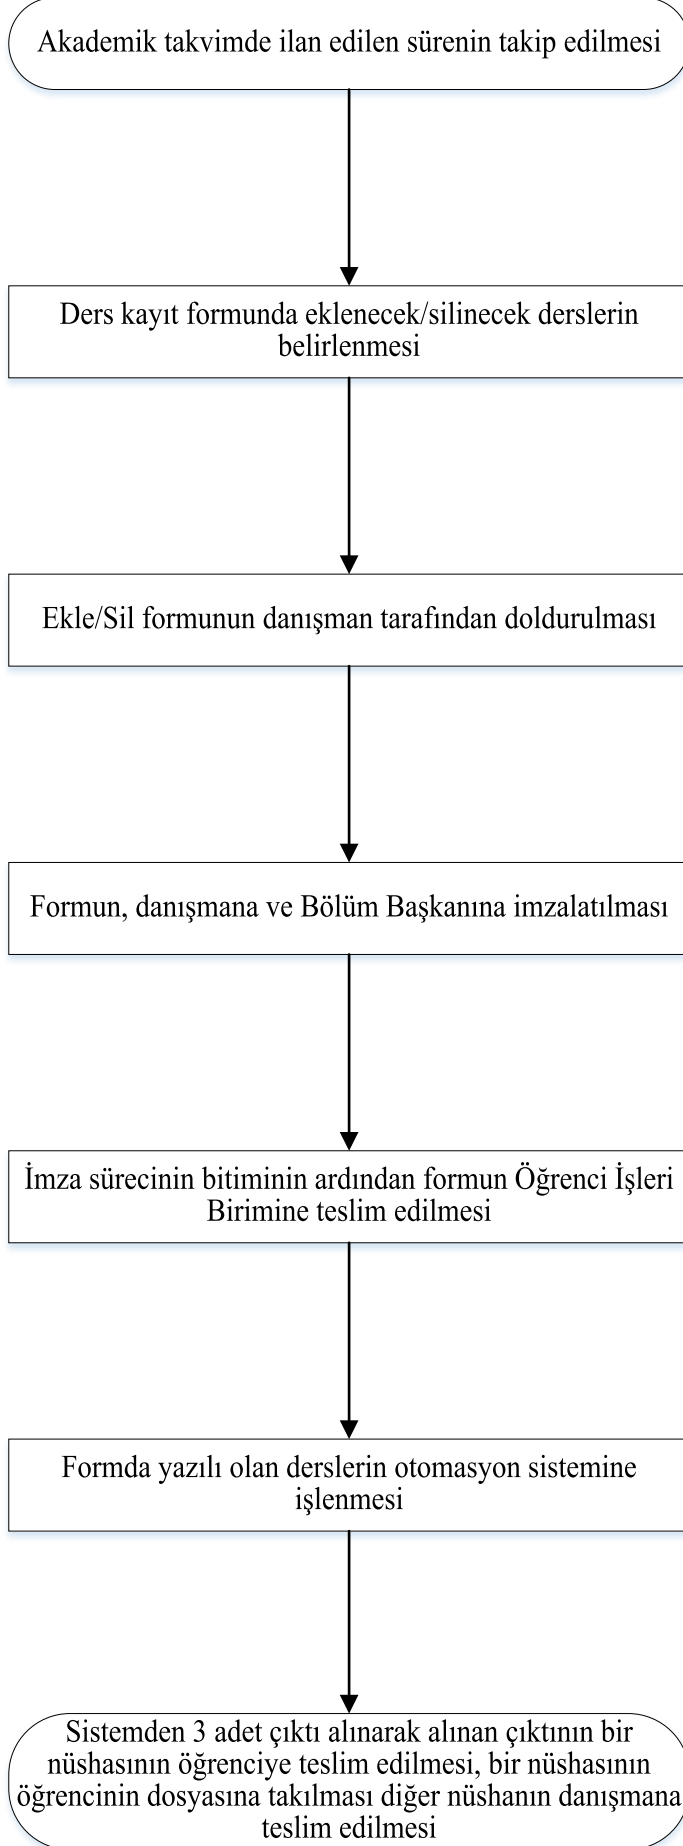 Akademik takvimde ilan edilen sürenin takip edilmesi
Ders kayıt formunda eklenecek/silinecek derslerin
belirlenmesi
Ekle/Sil formunun danışman tarafından doldurulması
Formun, danışmana ve Bölüm Başkanına imzalatılması
İmza sürecinin bitiminin ardından formun Öğrenci İşleri
Birimine teslim edilmesi
Formda yazılı olan derslerin otomasyon sistemine
işlenmesi
Sistemden 3 adet çıktı alınarak alınan çıktının bir
nüshasının öğrenciye teslim edilmesi, bir nüshasının
öğrencinin dosyasına takılması diğer nüshanın danışmana
teslim edilmesi